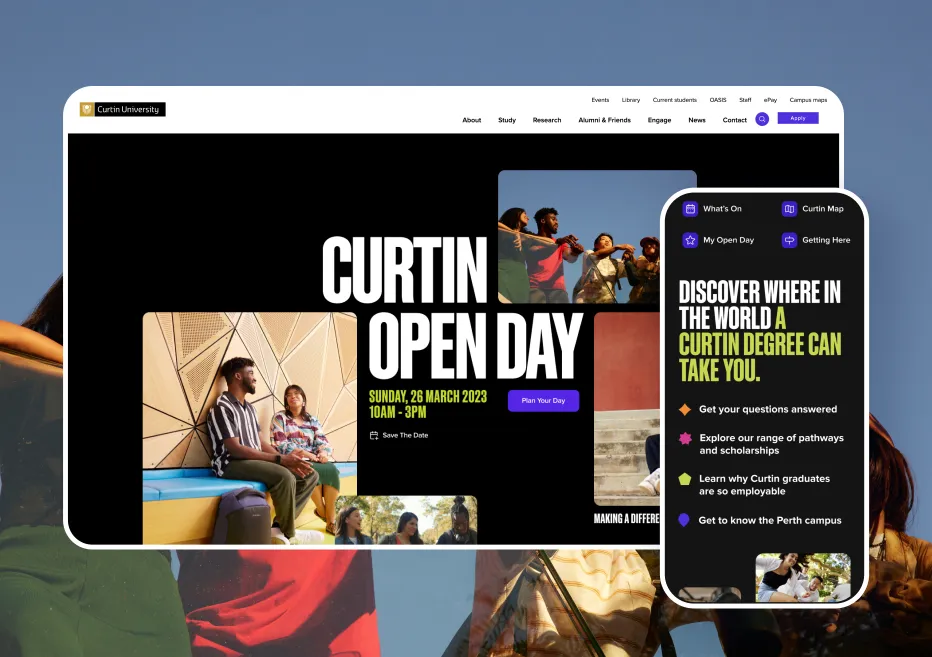 Curtin University
Events Library Current students OASIS Staff ePay Campus maps
About Study Research Alumni & Friends Engage News Contact Apply
CURTIN
OPEN DAY
SUNDAY, 26 MARCH 2023
10AM - 3PM
Plan Your Day
Save The Date
MAKING A
What's On Curtin Map
My Open Day Getting Here
DISCOVER WHERE IN
THE WORLD A
CURTIN DEGREE CAN
TAKE YOU.
Get your questions answered
Explore our range of pathways
and scholarships
Learn why Curtin graduates
are so employable
Get to know the Perth campus